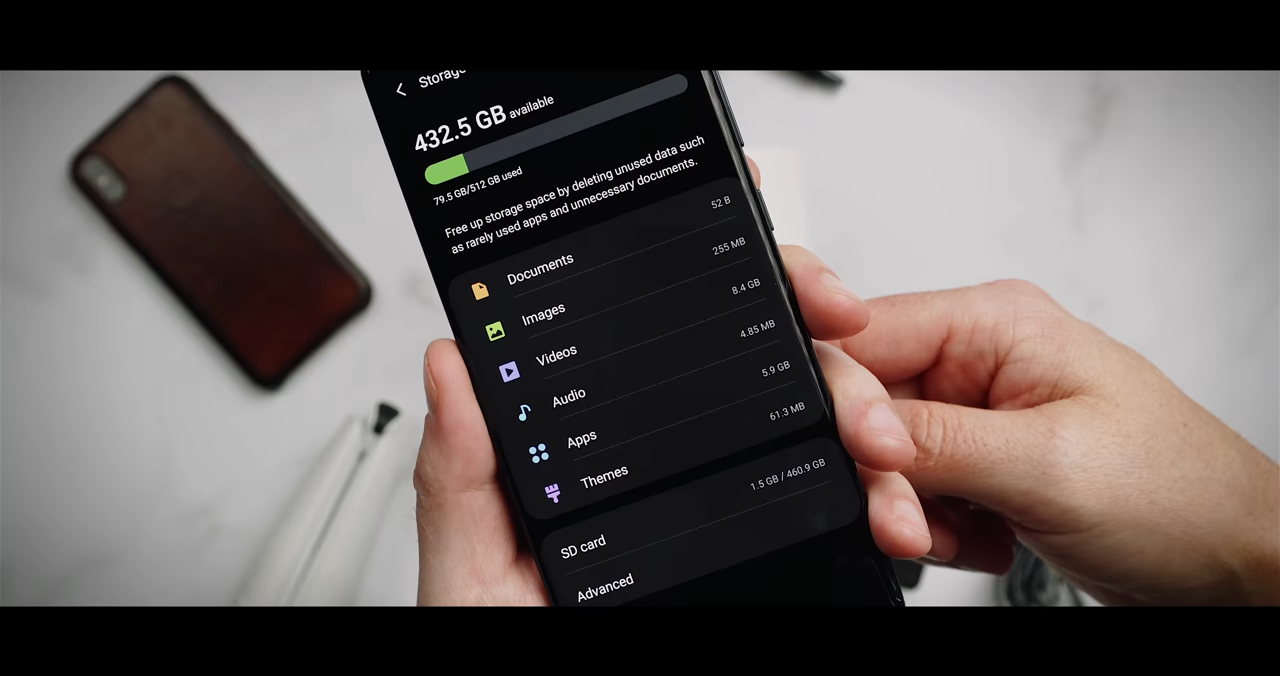 Storage
432.5 GB available
79.5 GB/512 GB used
Free up storage space by deleting unused data such
as rarely used apps and unnecessary documents.
Documents 52 B
Images 255 MB
Videos 8.4 GB
Audio 4.85 MB
Apps 5.9 GB
Themes 61.3 MB
SD card 1.5 GB / 460.9 GB
Advanced